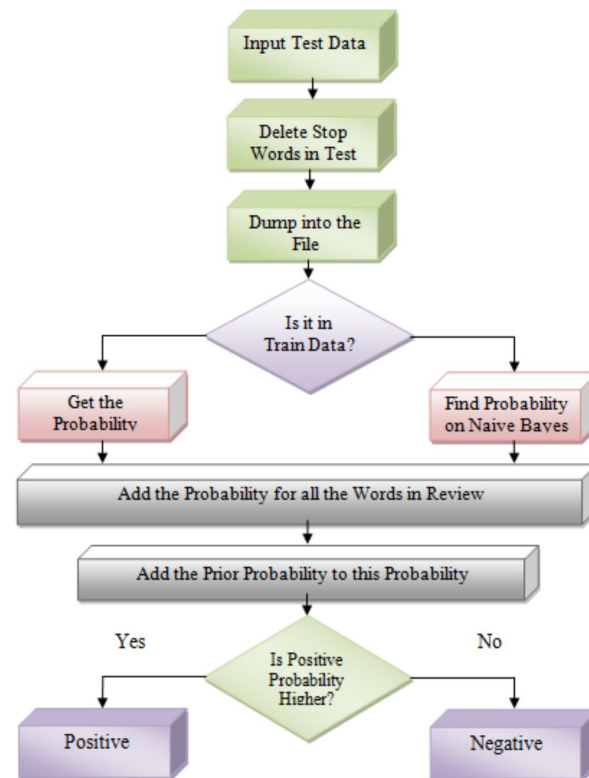 Input Test Data
Delete Stop
Words in Test
Dump into the
File
Is it in
Train Data?
Get the
Probability
Find Probability
on Naive Bayes
Add the Probability for all the Words in Review
Add the Prior Probability to this Probability
Yes
No
Is Positive
Probability
Higher?
Positive
Negative